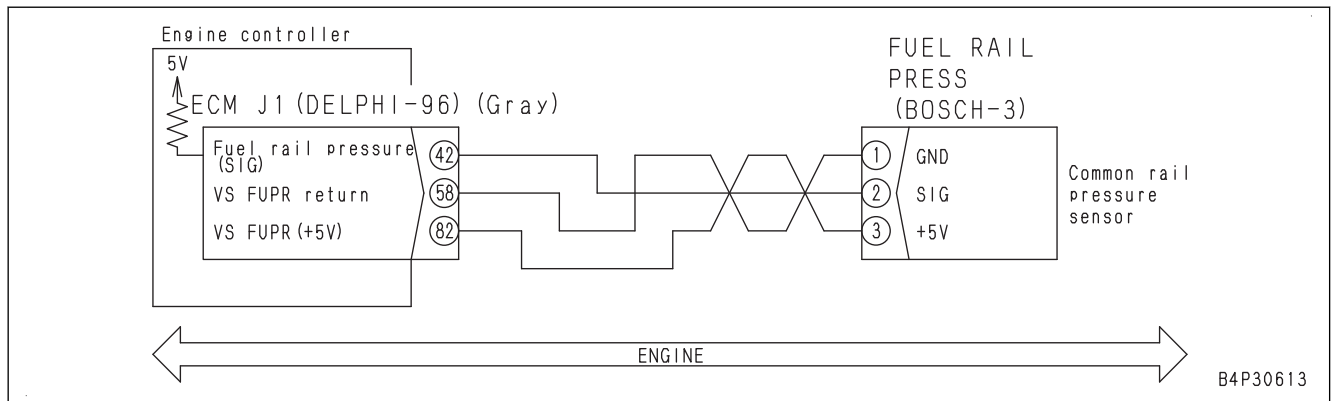 Engine controller
5V
ECM J1(DELPHI-96)(Gray)
Fuel rail pressure
(SIG)
VS FUPR return
VS FUPR(+5V)
42
58
82
FUEL RAIL
PRESS
(BOSCH-3)
1
2
3
GND
SIG
+5V
Common rail
pressure
sensor
ENGINE
B4P30613